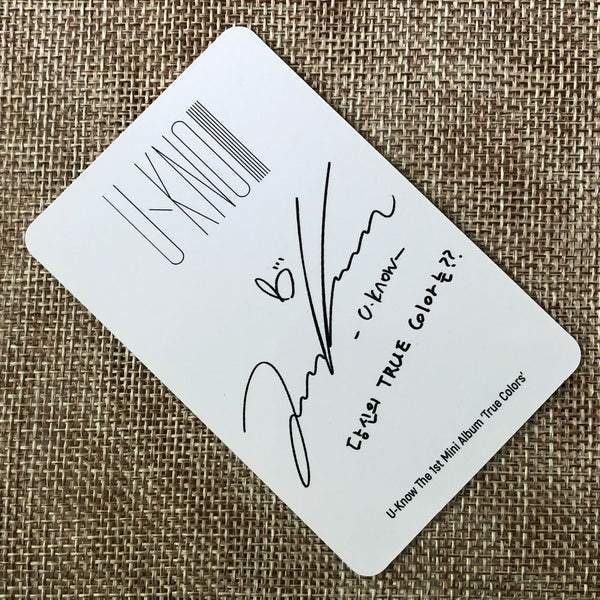 U-KNOW
- U.know -
당신의 TRUE Color는??
U-Know The 1st Mini Album 'True Colors'